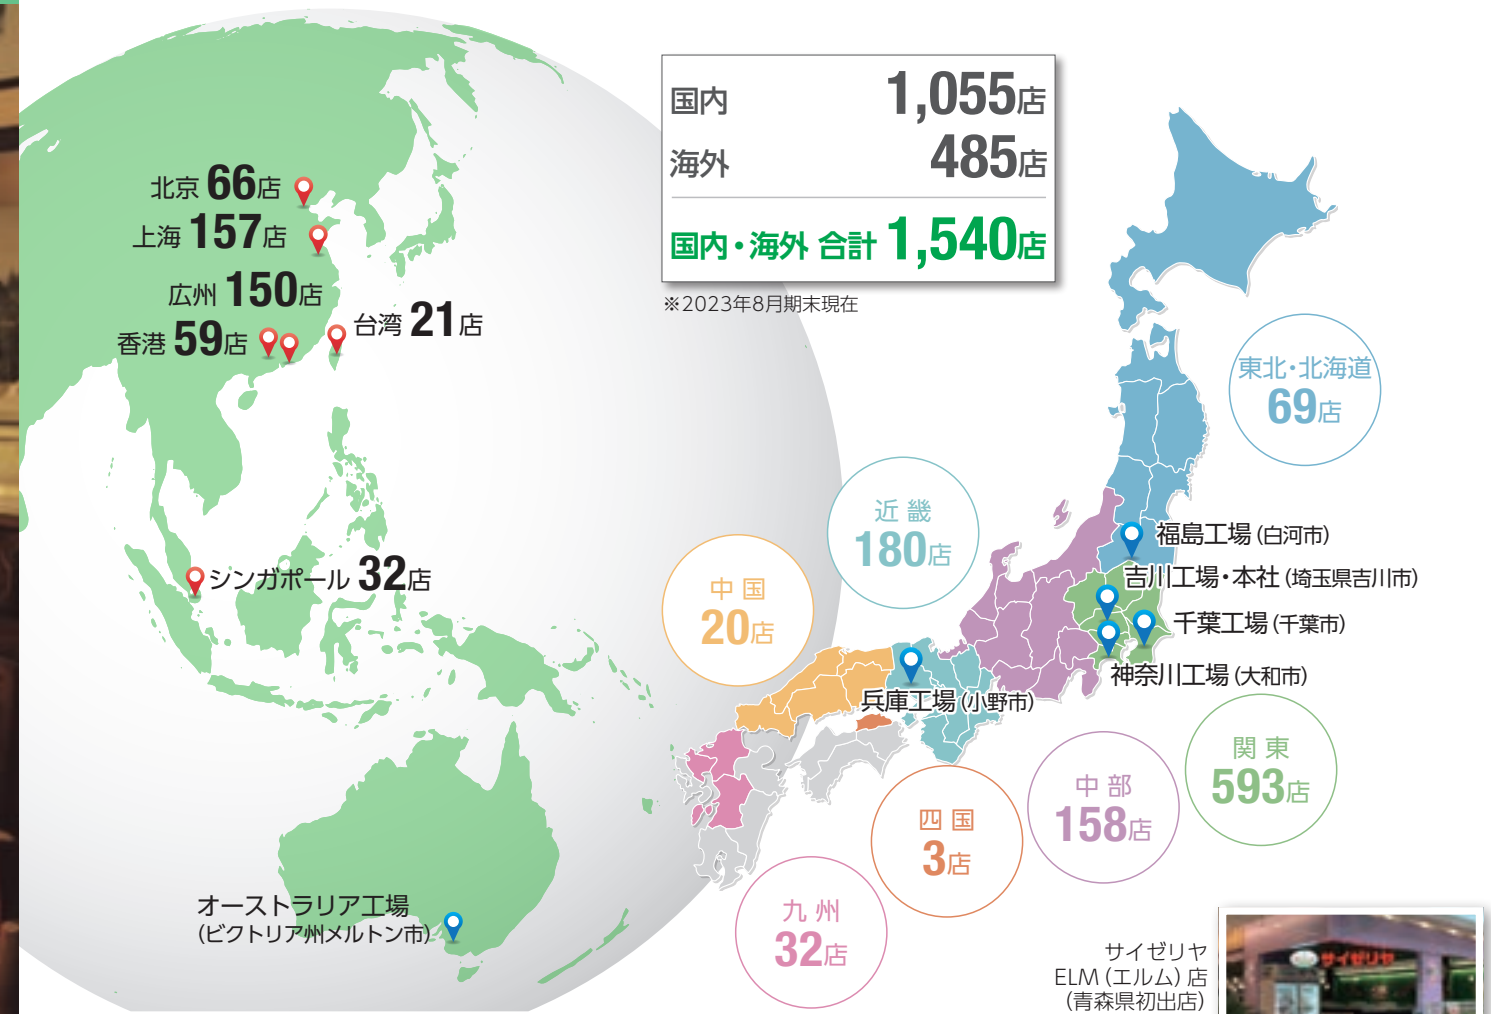 国内 1,055店
海外 485店
国内・海外 合計 1,540店
※2023年8月期末現在
北京 66店
上海 157店
広州 150店
香港 59店
台湾 21店
シンガポール 32店
オーストラリア工場
(ビクトリア州メルトン市)
東北・北海道
69店
近畿
180店
中国
20店
福島工場 (白河市)
吉川工場・本社 (埼玉県吉川市)
千葉工場 (千葉市)
神奈川工場 (大和市)
兵庫工場 (小野市)
関東
593店
中部
158店
四国
3店
九州
32店
サイゼリヤ
ELM (エルム) 店
(青森県初出店)
サイゼリヤ